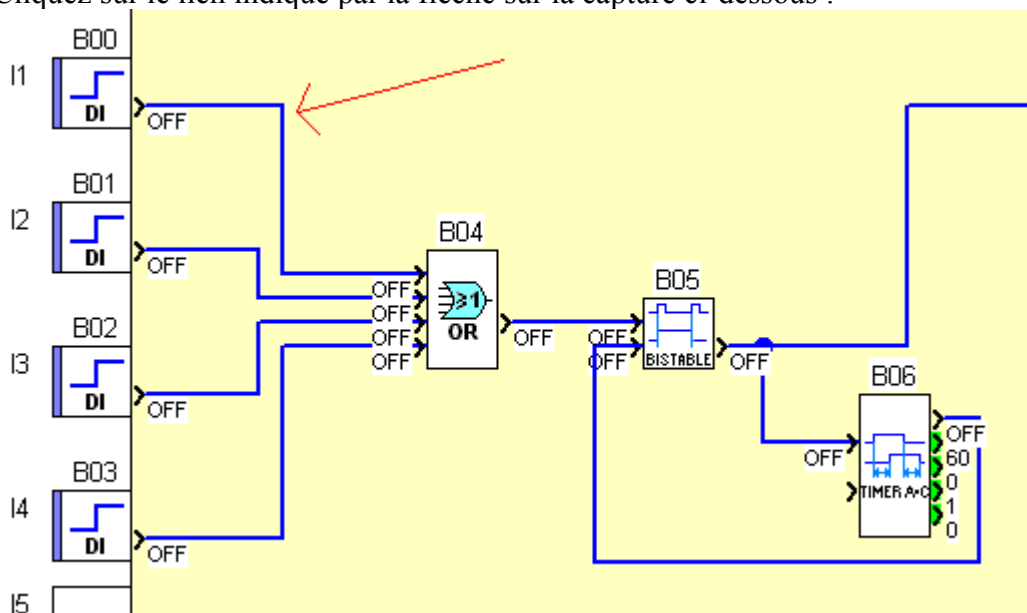 Cliquez sur le lien indiqué par la ficelle sur la capture ci-dessous :
B00
I1
DI
OFF
B01
I2
DI
OFF
B04
OFF
OFF
OFF
OFF
≥1
OR
OFF
B05
OFF
OFF
BISTABLE
OFF
B02
I3
DI
OFF
B06
OFF
TIMER A•C
OFF
60
0
1
0
B03
I4
DI
OFF
I5